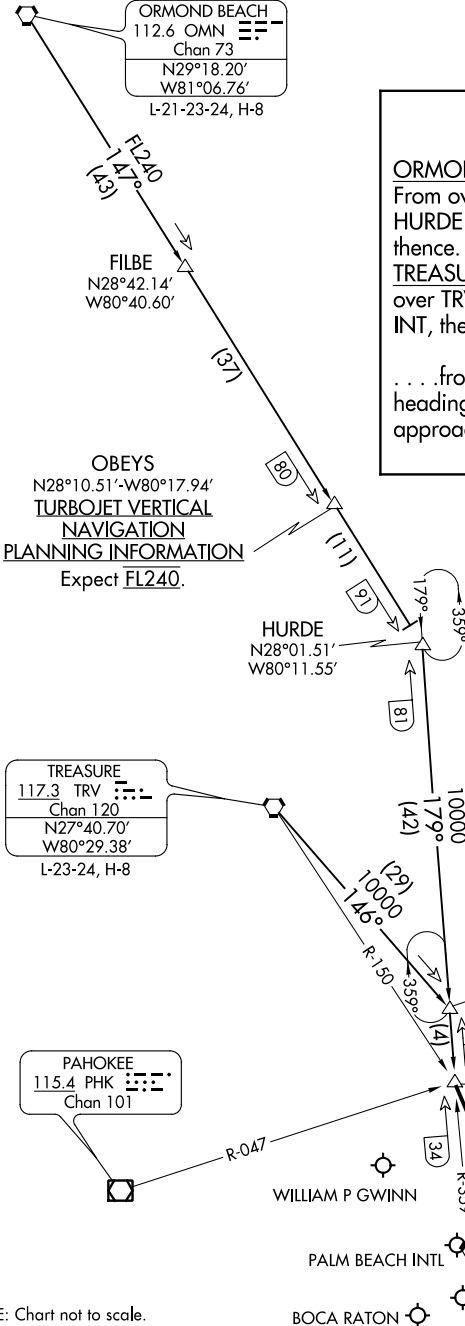 ORMOND BEACH
112.6 OMN
Chan 73
N29°18.20′
W81°06.76′
L-21-23-24, H-8
FL240
147°
(43)
FILBE
N28°42.14′
W80°40.60′
(37)
ORMON
From ov
HURDE
thence.
TREASU
over TRV
INT, the
. . . .fro
heading
approac
OBEYS
N28°10.51′-W80°17.94′
TURBOJET VERTICAL
NAVIGATION
PLANNING INFORMATION
Expect FL240.
80
(11)
91
HURDE
N28°01.51′
W80°11.55′
179°
359°
81
10000
179°
(42)
TREASURE
117.3 TRV
Chan 120
N27°40.70′
W80°29.38′
L-23-24, H-8
(29)
10000
146°
R-150
359°
(4)
PAHOKEE
115.4 PHK
Chan 101
R-047
34
R-359
WILLIAM P GWINN
PALM BEACH INTL
BOCA RATON
E: Chart not to scale.